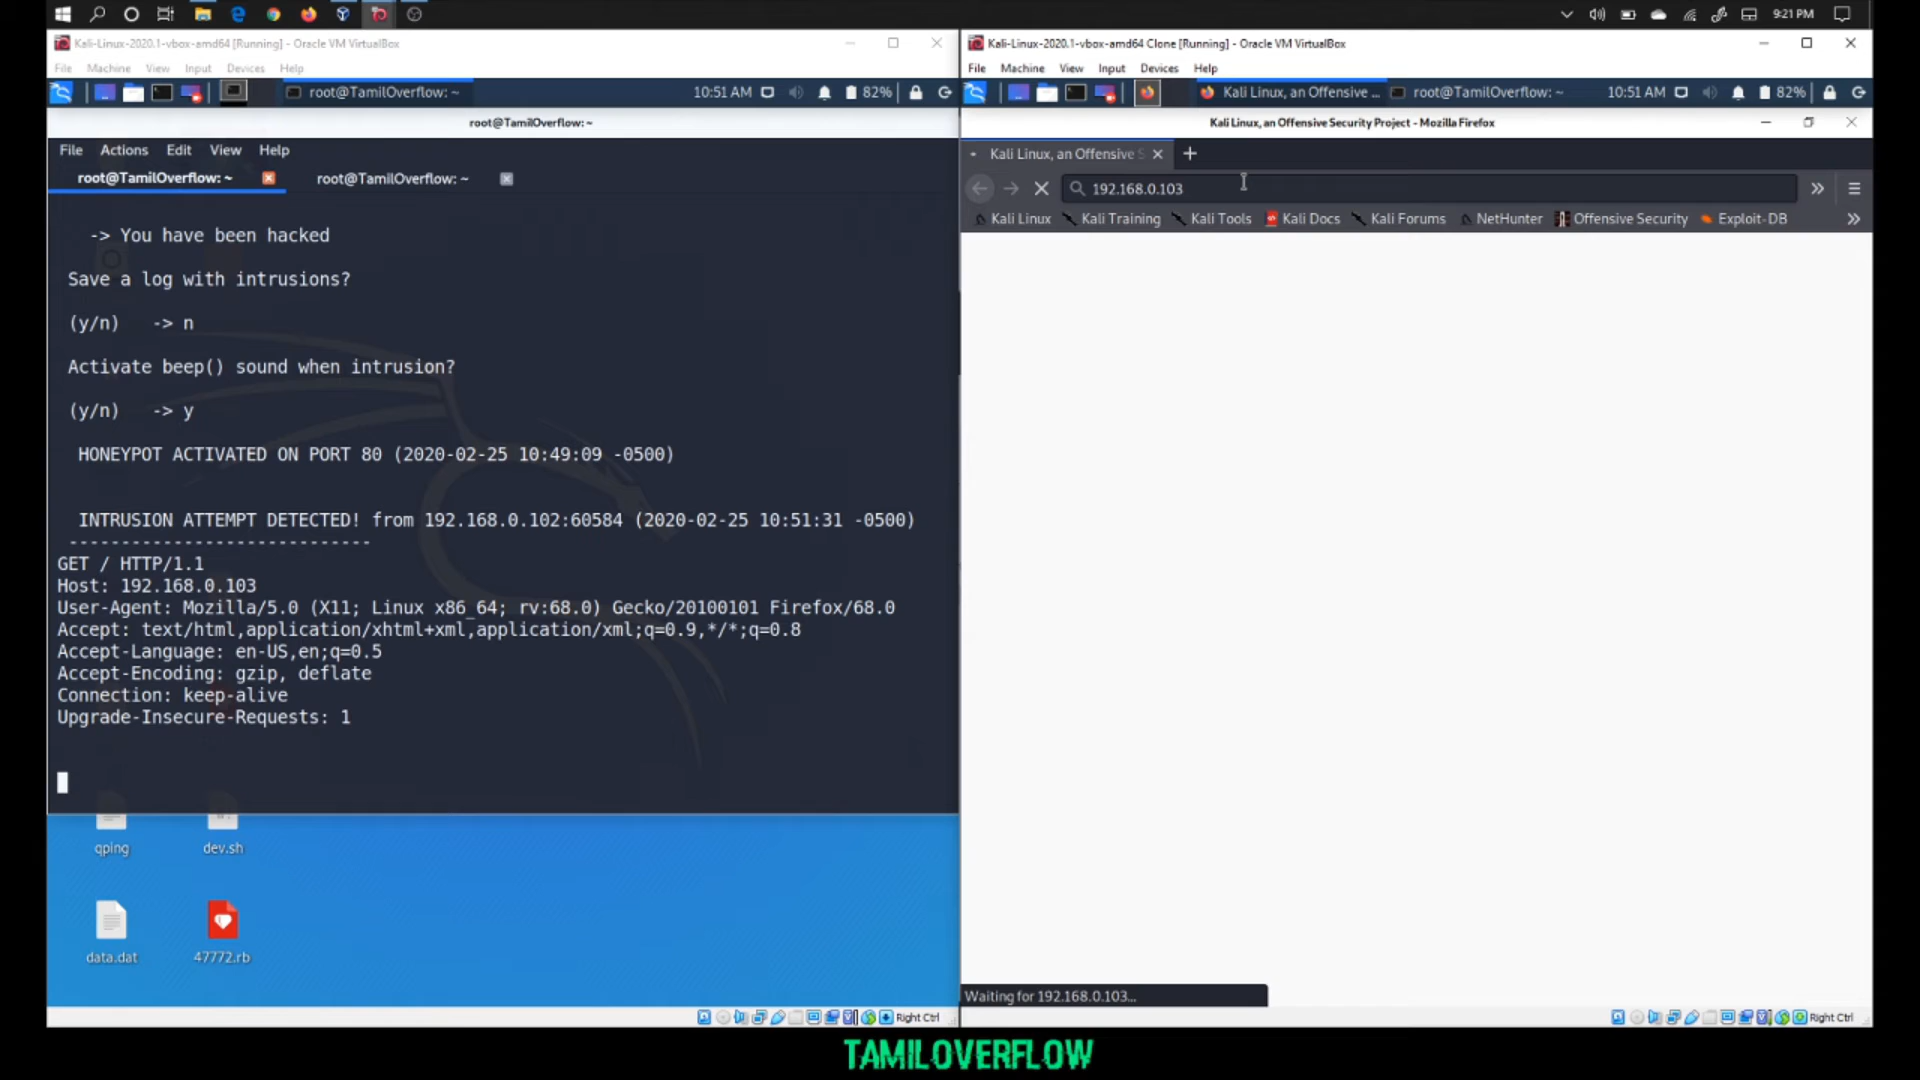 9:21 PM
Kali-Linux-2020.1-vbox-amd64 [Running] - Oracle VM VirtualBox
File Machine View Input Devices Help
root@TamilOverflow: ~ 10:51 AM 82%
root@TamilOverflow:~
File Actions Edit View Help
root@TamilOverflow: ~ root@TamilOverflow: ~
-> You have been hacked
Save a log with intrusions?
(y/n) -> n
Activate beep() sound when intrusion?
(y/n) -> y
HONEYPOT ACTIVATED ON PORT 80 (2020-02-25 10:49:09 -0500)
INTRUSION ATTEMPT DETECTED! from 192.168.0.102:60584 (2020-02-25 10:51:31 -0500)
-----------------------------
GET / HTTP/1.1
Host: 192.168.0.103
User-Agent: Mozilla/5.0 (X11; Linux x86_64; rv:68.0) Gecko/20100101 Firefox/68.0
Accept: text/html,application/xhtml+xml,application/xml;q=0.9,*/*;q=0.8
Accept-Language: en-US,en;q=0.5
Accept-Encoding: gzip, deflate
Connection: keep-alive
Upgrade-Insecure-Requests: 1
qping dev.sh
data.dat 47772.rb
Right Ctrl
Kali-Linux-2020.1-vbox-amd64 Clone [Running] - Oracle VM VirtualBox
File Machine View Input Devices Help
Kali Linux, an Offensive ... root@TamilOverflow: ~ 10:51 AM 82%
Kali Linux, an Offensive Security Project - Mozilla Firefox
Kali Linux, an Offensive S
192.168.0.103
Kali Linux Kali Training Kali Tools Kali Docs Kali Forums NetHunter Offensive Security Exploit-DB
Waiting for 192.168.0.103...
Right Ctrl
TAMILOVERFLOW